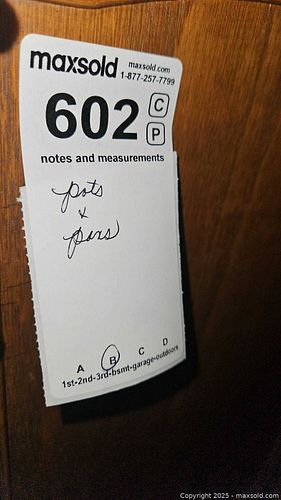 maxsold maxsold.com
1-877-257-7799
602 C
P
notes and measurements
pots
&
pans
A B C D
1st-2nd-3rd-bsmt-garage-outdoors
Copyright © 2025 - maxsold.com